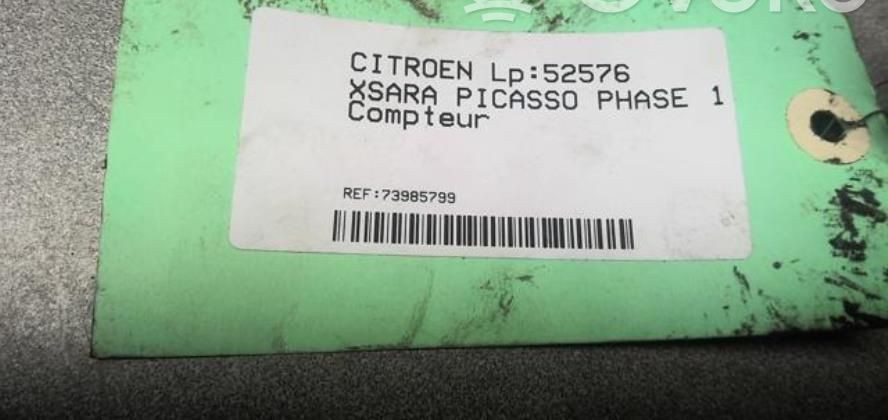 CITROEN Lp:52576
XSARA PICASSO PHASE 1
Compteur
REF:73985799